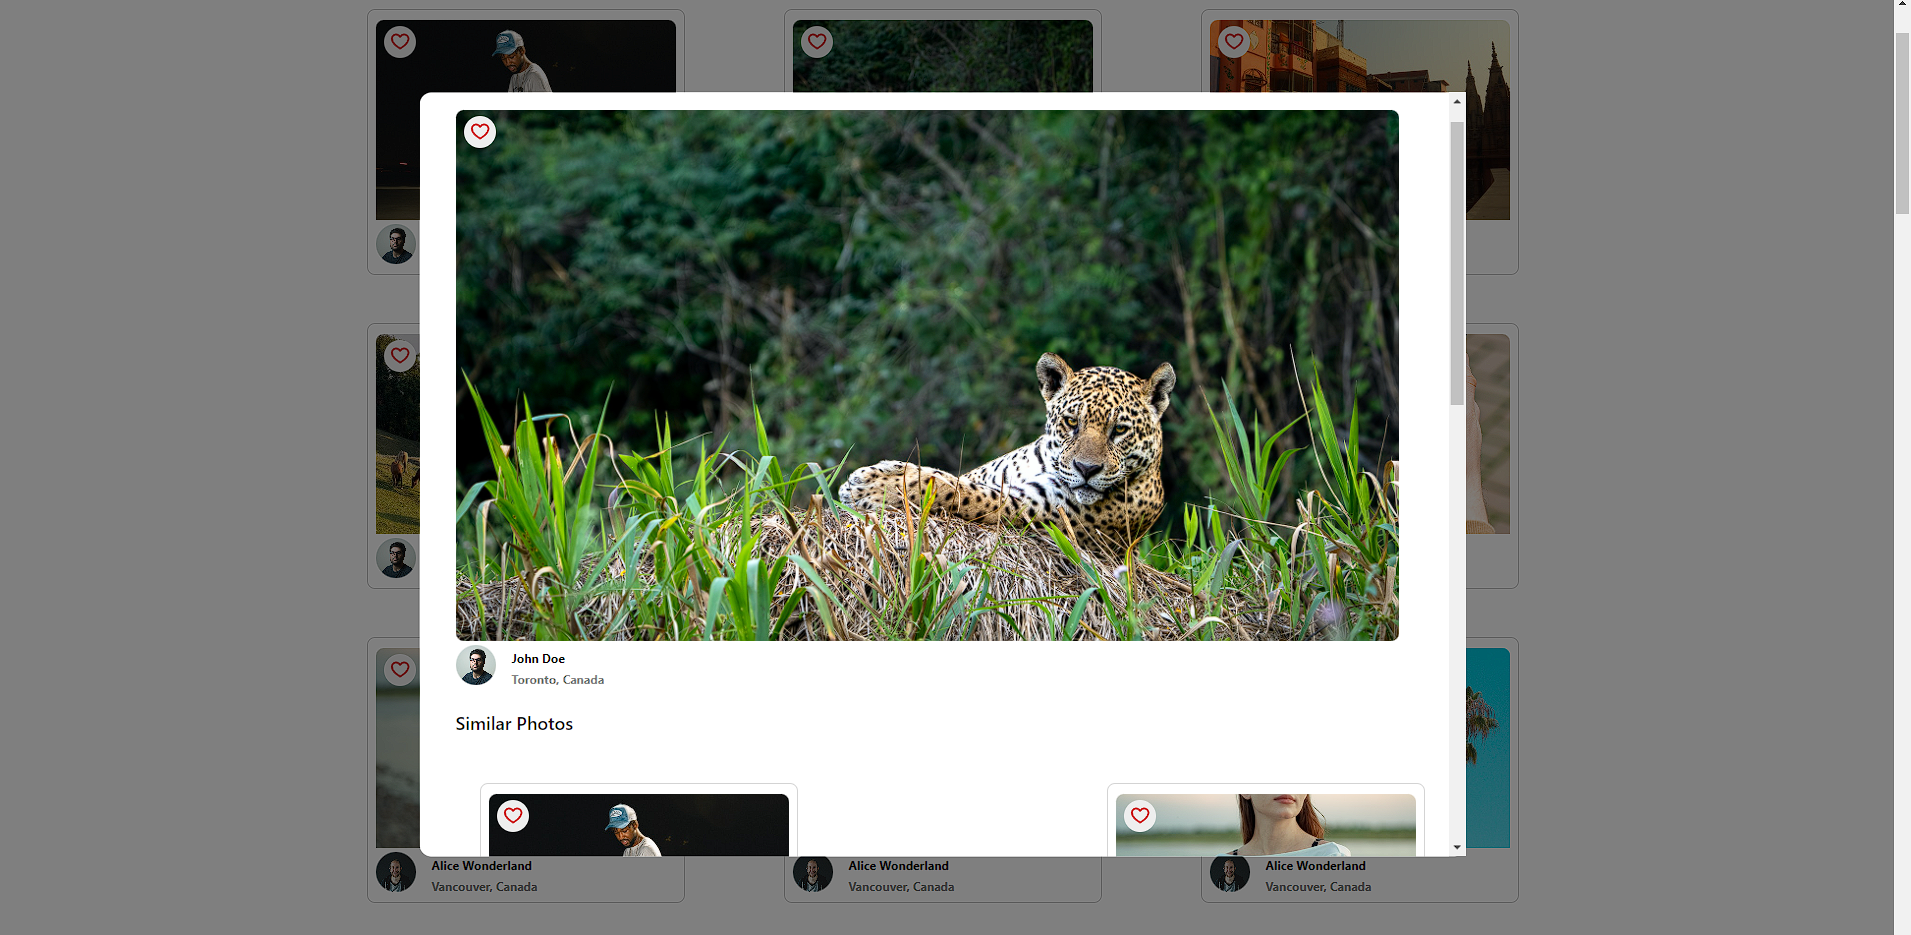 John Doe
Toronto, Canada
Similar Photos
Alice Wonderland
Vancouver, Canada
Alice Wonderland
Vancouver, Canada
Alice Wonderland
Vancouver, Canada